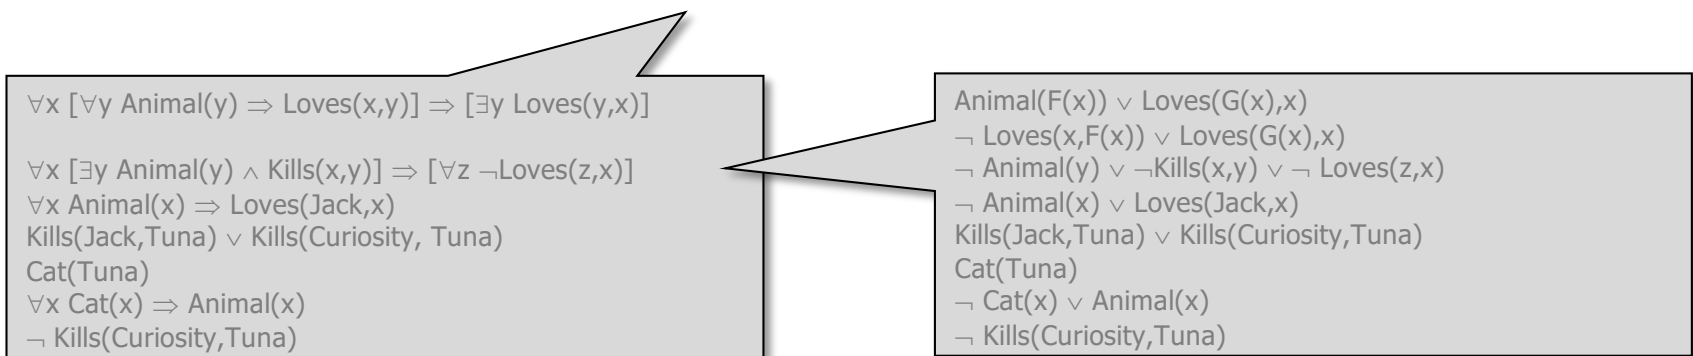 ∀x [∀y Animal(y) ⇒ Loves(x,y)] ⇒ [∃y Loves(y,x)]
∀x [∃y Animal(y) ∧ Kills(x,y)] ⇒ [∀z ¬Loves(z,x)]
∀x Animal(x) ⇒ Loves(Jack,x)
Kills(Jack,Tuna) ∨ Kills(Curiosity, Tuna)
Cat(Tuna)
∀x Cat(x) ⇒ Animal(x)
¬ Kills(Curiosity,Tuna)
Animal(F(x)) ∨ Loves(G(x),x)
¬ Loves(x,F(x)) ∨ Loves(G(x),x)
¬ Animal(y) ∨ ¬Kills(x,y) ∨ ¬ Loves(z,x)
¬ Animal(x) ∨ Loves(Jack,x)
Kills(Jack,Tuna) ∨ Kills(Curiosity,Tuna)
Cat(Tuna)
¬ Cat(x) ∨ Animal(x)
¬ Kills(Curiosity,Tuna)